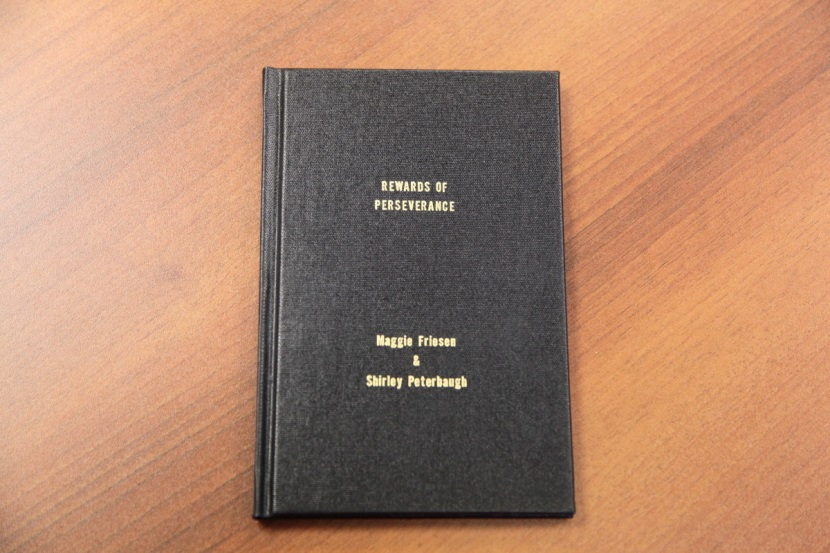 REWARDS OF
PERSEVERANCE
Maggie Friesen
&
Shirley Peterbaugh